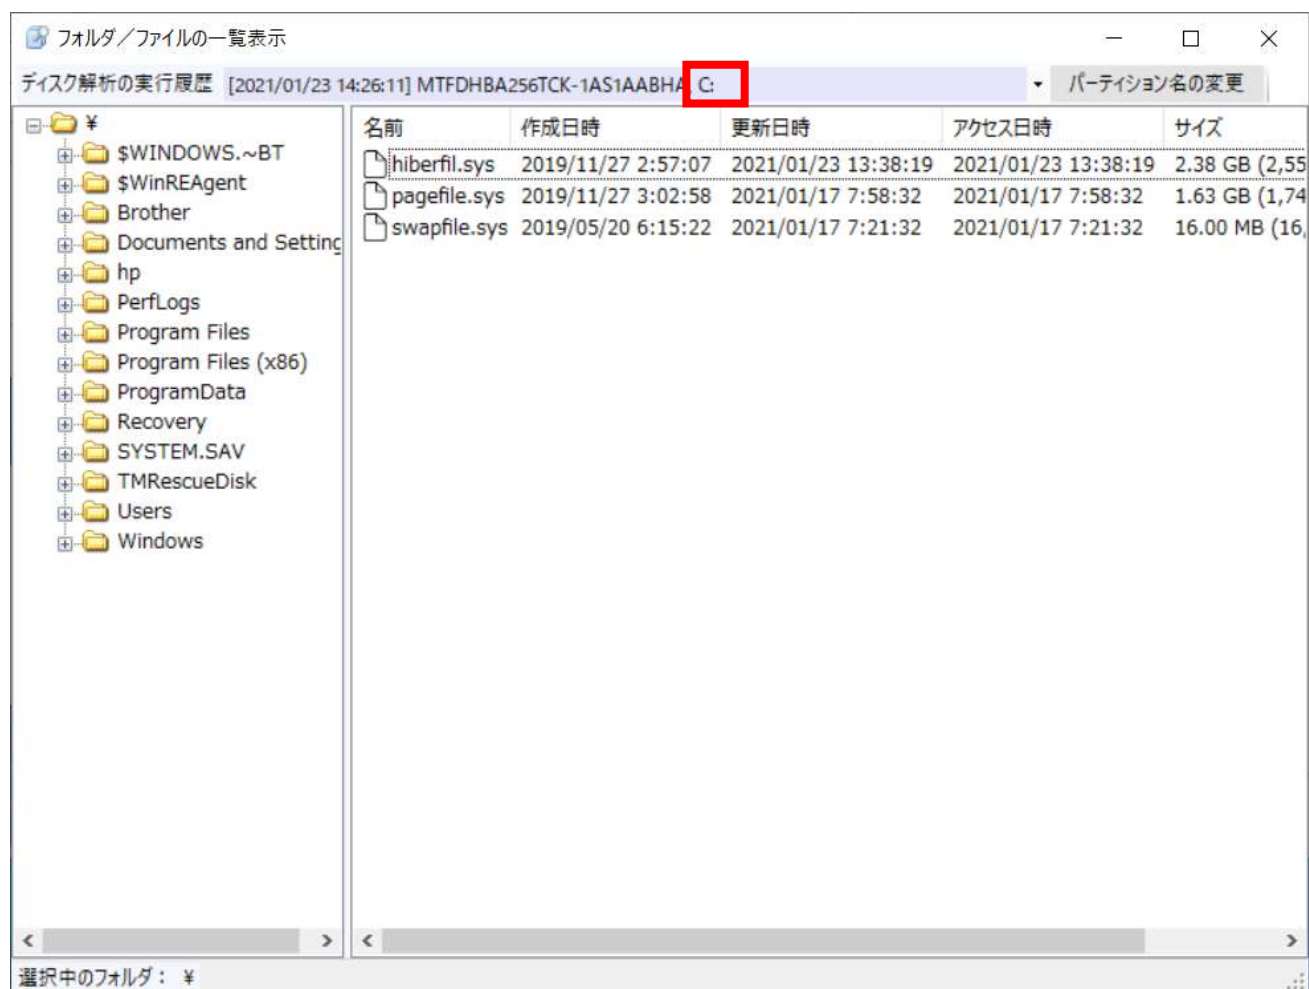 フォルダ／ファイルの一覧表示
ディスク解析の実行履歴 [2021/01/23 14:26:11] MTFDHBA256TCK-1AS1AABHA C: パーティション名の変更
¥
$WINDOWS.~BT
$WinREAgent
Brother
Documents and Setting
hp
PerfLogs
Program Files
Program Files (x86)
ProgramData
Recovery
SYSTEM.SAV
TMRescueDisk
Users
Windows
名前 作成日時 更新日時 アクセス日時 サイズ
hiberfil.sys 2019/11/27 2:57:07 2021/01/23 13:38:19 2021/01/23 13:38:19 2.38 GB (2,55
pagefile.sys 2019/11/27 3:02:58 2021/01/17 7:58:32 2021/01/17 7:58:32 1.63 GB (1,74
swapfile.sys 2019/05/20 6:15:22 2021/01/17 7:21:32 2021/01/17 7:21:32 16.00 MB (16,
選択中のフォルダ： ¥